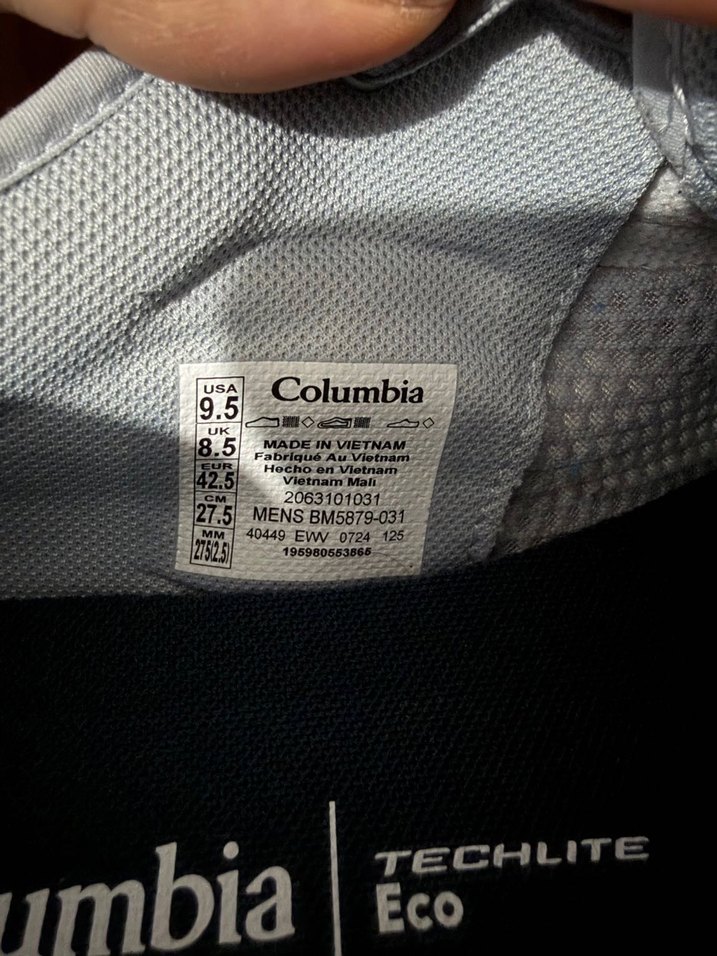 USA
9.5
UK
8.5
EUR
42.5
CM
27.5
MM
275(2.5)
Columbia
MADE IN VIETNAM
Fabriqué Au Vietnam
Hecho en Vietnam
Vietnam Mali
2063101031
MENS BM5879-031
40449 EVW 0724 125
195980553865
umbia
TECHLITE
Eco